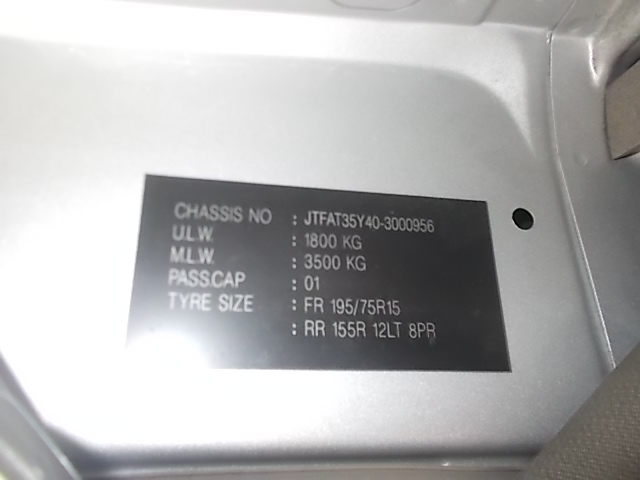 CHASSIS NO : JTFAT35Y40-3000956
U.L.W. : 1800 KG
M.L.W. : 3500 KG
PASS.CAP : 01
TYRE SIZE : FR 195/75R15
: RR 155R 12LT 8PR